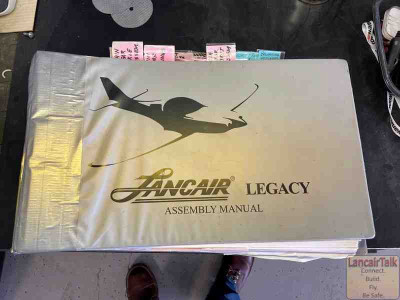 LANCAIR® LEGACY
ASSEMBLY MANUAL
LancairTalk
Connect.
Build.
Fly.
Be Safe.